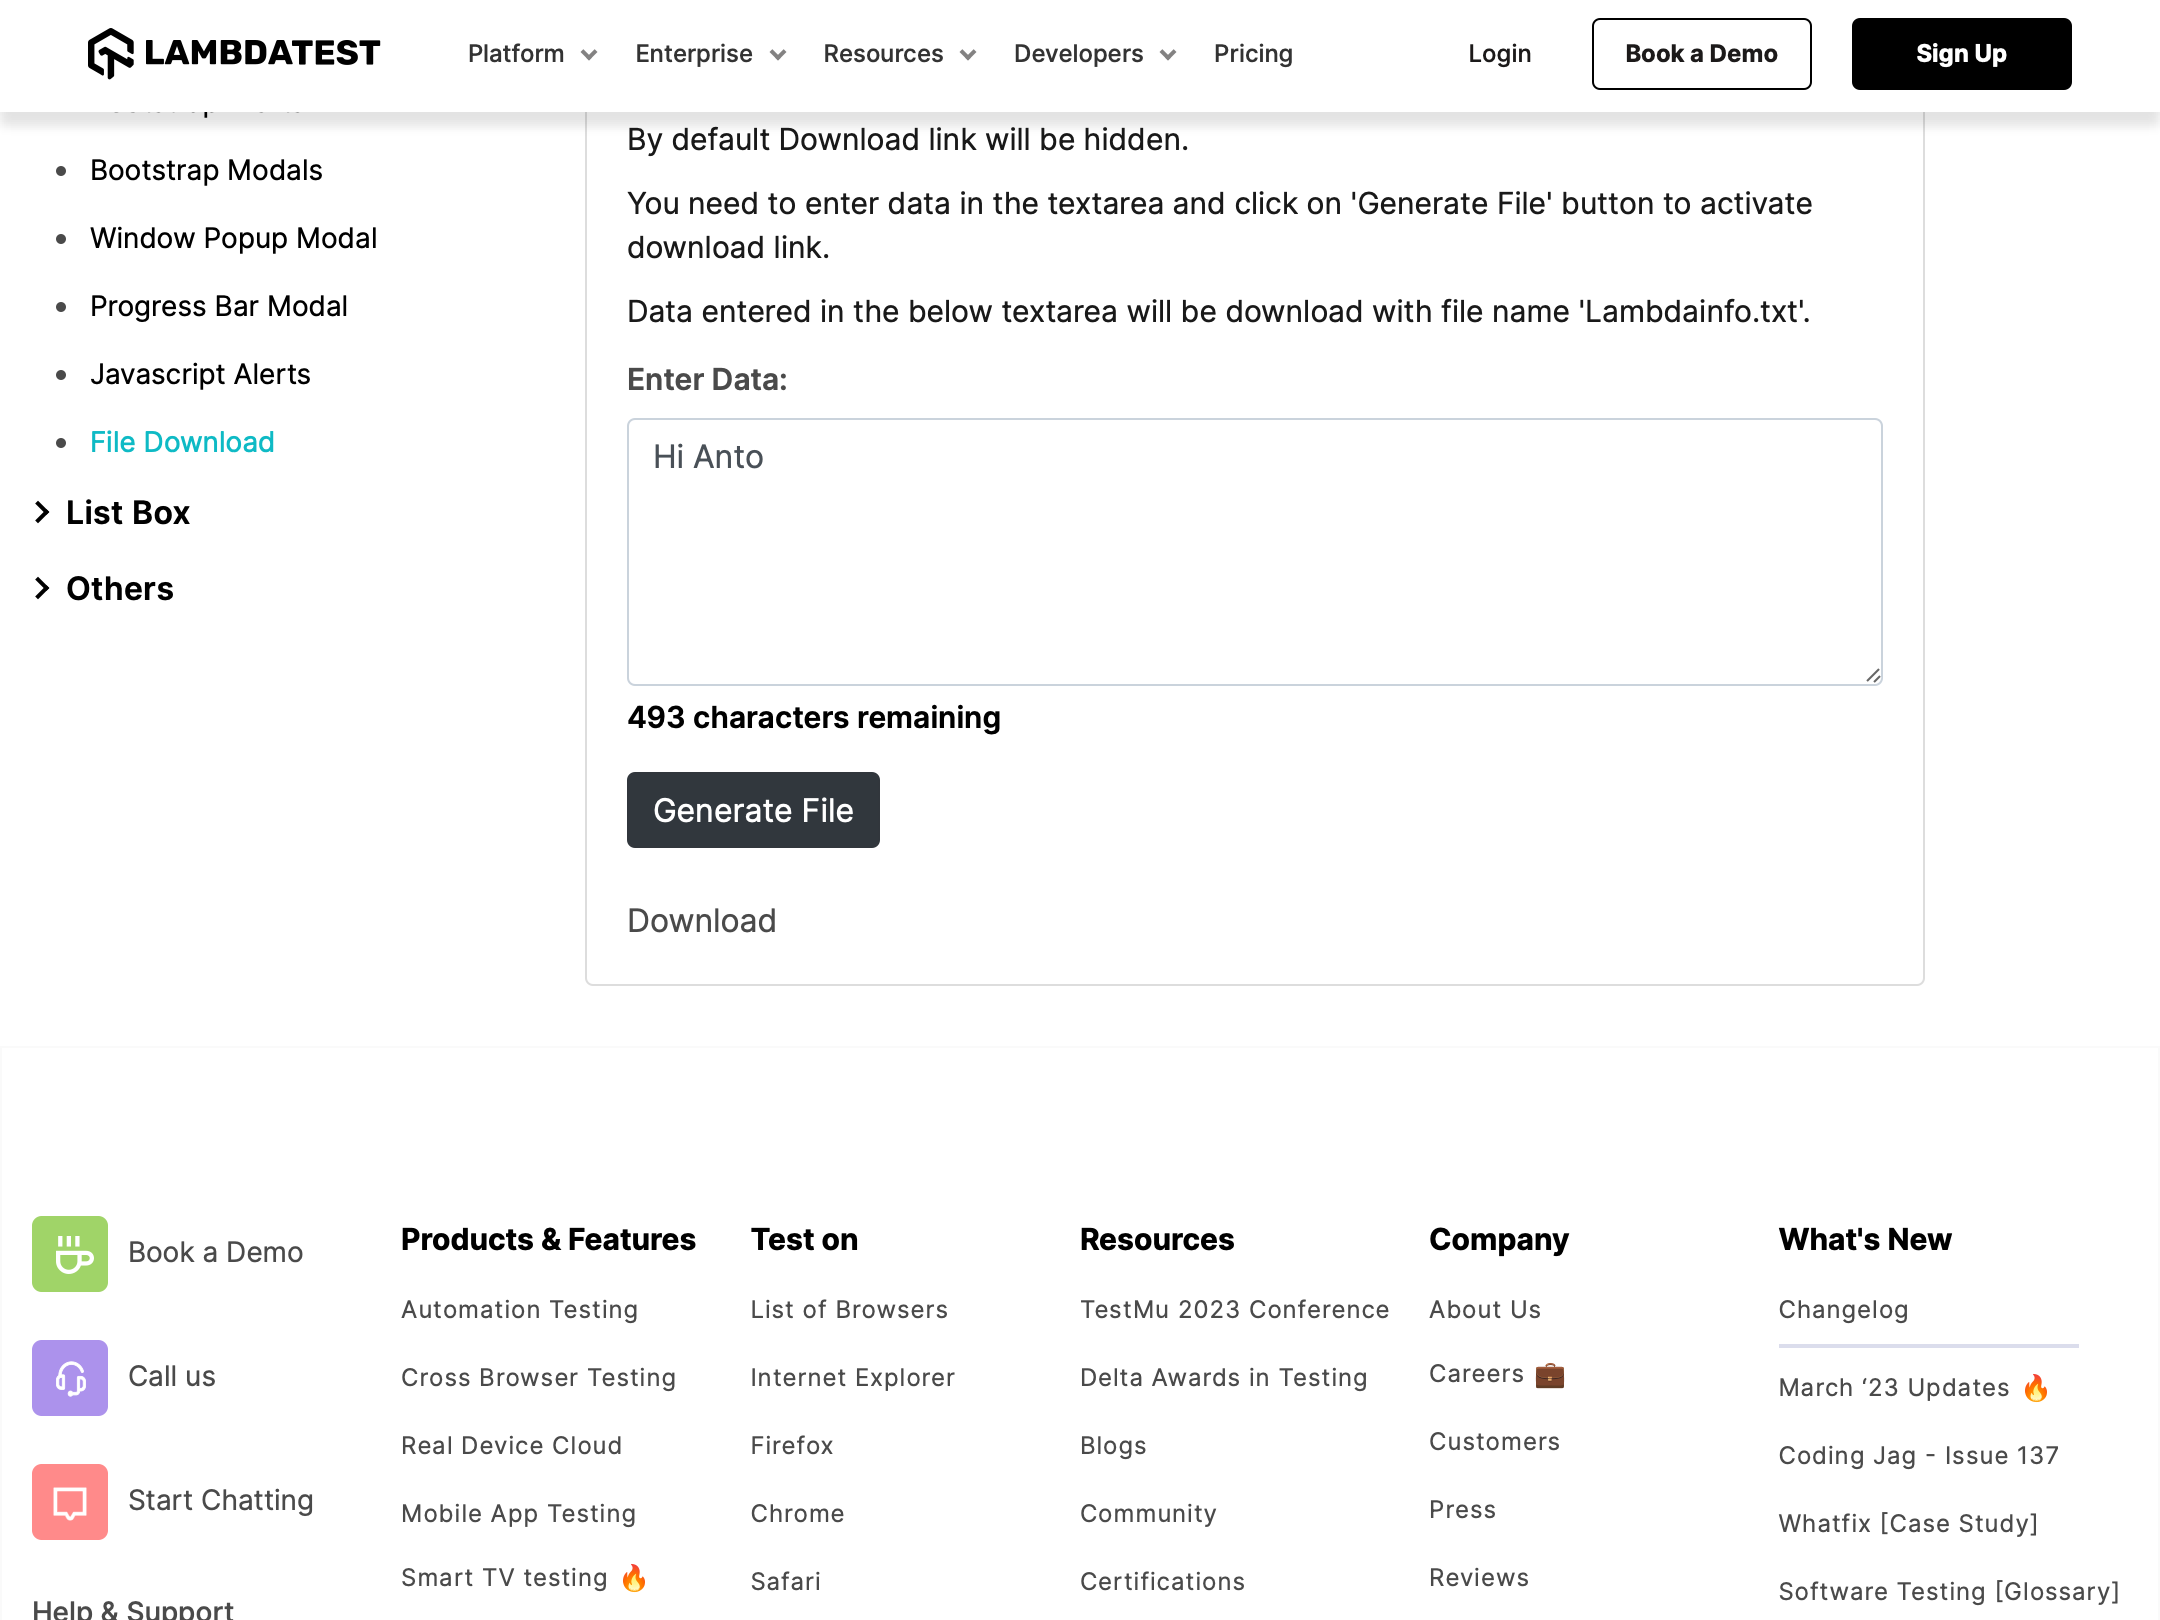 LAMBDATEST
Platform
Enterprise
Resources
Developers
Pricing
Login
Book a Demo
Sign Up
Bootstrap Modals
Window Popup Modal
Progress Bar Modal
Javascript Alerts
File Download
List Box
Others
By default Download link will be hidden.
You need to enter data in the textarea and click on 'Generate File' button to activate
download link.
Data entered in the below textarea will be download with file name 'Lambdainfo.txt'.
Enter Data:
Hi Anto
493 characters remaining
Generate File
Download
Book a Demo
Call us
Start Chatting
Help & Support
Products & Features
Automation Testing
Cross Browser Testing
Real Device Cloud
Mobile App Testing
Smart TV testing 🔥
Test on
List of Browsers
Internet Explorer
Firefox
Chrome
Safari
Resources
TestMu 2023 Conference
Delta Awards in Testing
Blogs
Community
Certifications
Company
About Us
Careers 💼
Customers
Press
Reviews
What's New
Changelog
March ‘23 Updates 🔥
Coding Jag - Issue 137
Whatfix [Case Study]
Software Testing [Glossary]